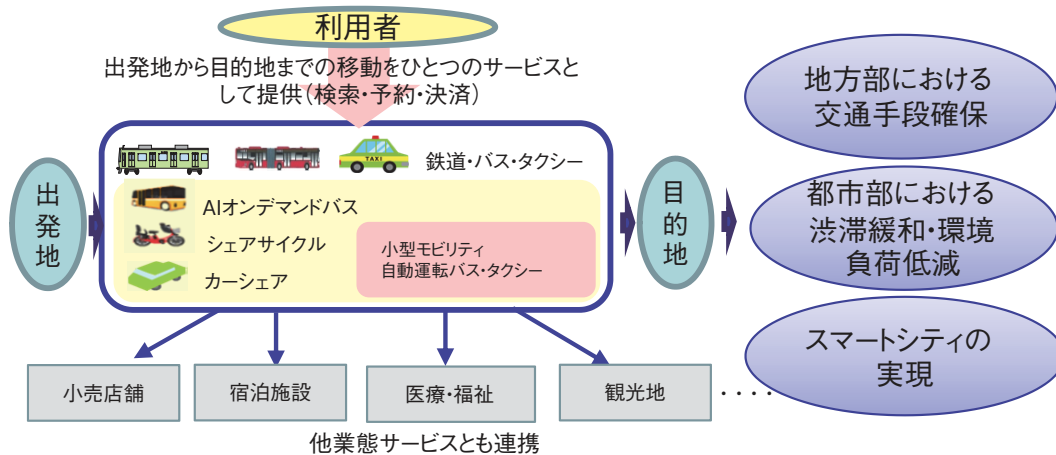 利用者
出発地から目的地までの移動をひとつのサービスと
して提供(検索・予約・決済)
出発地
鉄道・バス・タクシー
TAXI
AIオンデマンドバス
シェアサイクル
カーシェア
小型モビリティ
自動運転バス・タクシー
目的地
地方部における
交通手段確保
都市部における
渋滞緩和・環境
負荷低減
スマートシティの
実現
小売店舗
宿泊施設
医療・福祉
観光地
・・・・
他業態サービスとも連携